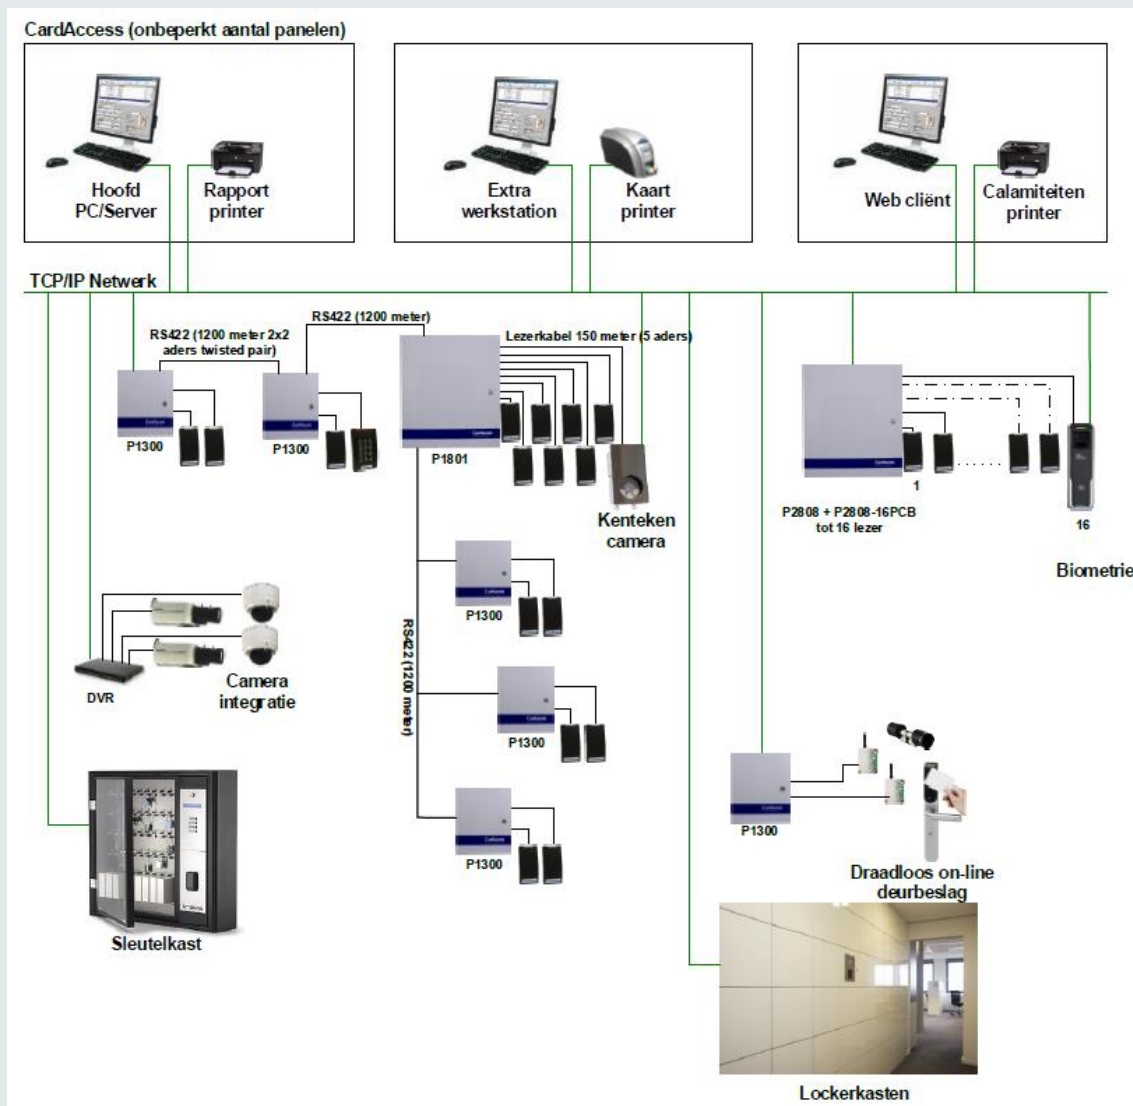 CardAccess (onbeperkt aantal panelen)
Hoofd
PC/Server
Rapport
printer
Extra
werkstation
Kaart
printer
Web cliënt
Calamiteiten
printer
TCP/IP Netwerk
RS422 (1200 meter 2x2
aders twisted pair)
RS422 (1200 meter)
Lezerkabel 150 meter (5 aders)
P1300
P1300
P1801
Kenteken
camera
1
P2808 + P2808-16PCB
tot 16 lezer
16
Biometrie
P1300
RS422 (1200 meter)
P1300
P1300
DVR
Camera
integratie
Sleutelkast
P1300
Draadloos on-line
deurbeslag
Lockerkasten